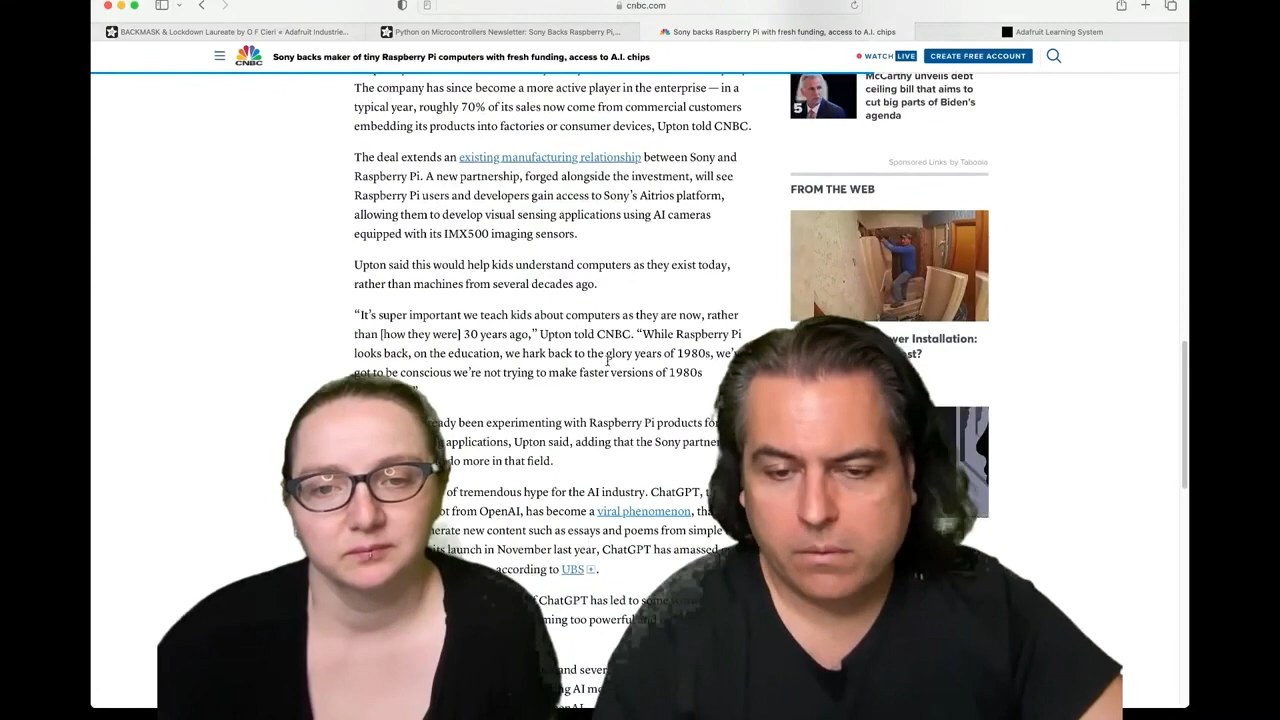 cnbc.com
BACKMASK & Lockdown Laureate by O F Cieri # Adafruit Industrie...
Python on Microcontrollers Newsletter: Sony Backs Raspberry Pi,...
Sony backs Raspberry Pi with fresh funding, access to A.I. chips
Adafruit Learning System
CNBC
Sony backs maker of tiny Raspberry Pi computers with fresh funding, access to A.I. chips
WATCH LIVE
CREATE FREE ACCOUNT
The company has since become a more active player in the enterprise — in a
typical year, roughly 70% of its sales now come from commercial customers
embedding its products into factories or consumer devices, Upton told CNBC.
The deal extends an existing manufacturing relationship between Sony and
Raspberry Pi. A new partnership, forged alongside the investment, will see
Raspberry Pi users and developers gain access to Sony's Aitrios platform,
allowing them to develop visual sensing applications using AI cameras
equipped with its IMX500 imaging sensors.
Upton said this would help kids understand computers as they exist today,
rather than machines from several decades ago.
“It's super important we teach kids about computers as they are now, rather
than [how they were] 30 years ago,” Upton told CNBC. “While Raspberry Pi
looks back, on the education, we hark back to the glory years of 1980s, we'
got to be conscious we're not trying to make faster versions of 1980s
been experimenting with Raspberry Pi products
applications, Upton said, adding that the Sony
do more in that field.
of tremendous hype for the AI industry. ChatGPT,
from OpenAI, has become a viral phenomenon,
new content such as essays and poems from simple
its launch in November last year, ChatGPT has amassed
according to UBS
ChatGPT has led to
too powerful
and
AI
5
McCarthy unveils debt
ceiling bill that aims to
cut big parts of Biden's
agenda
Sponsored Links by Taboola
FROM THE WEB
Installation: